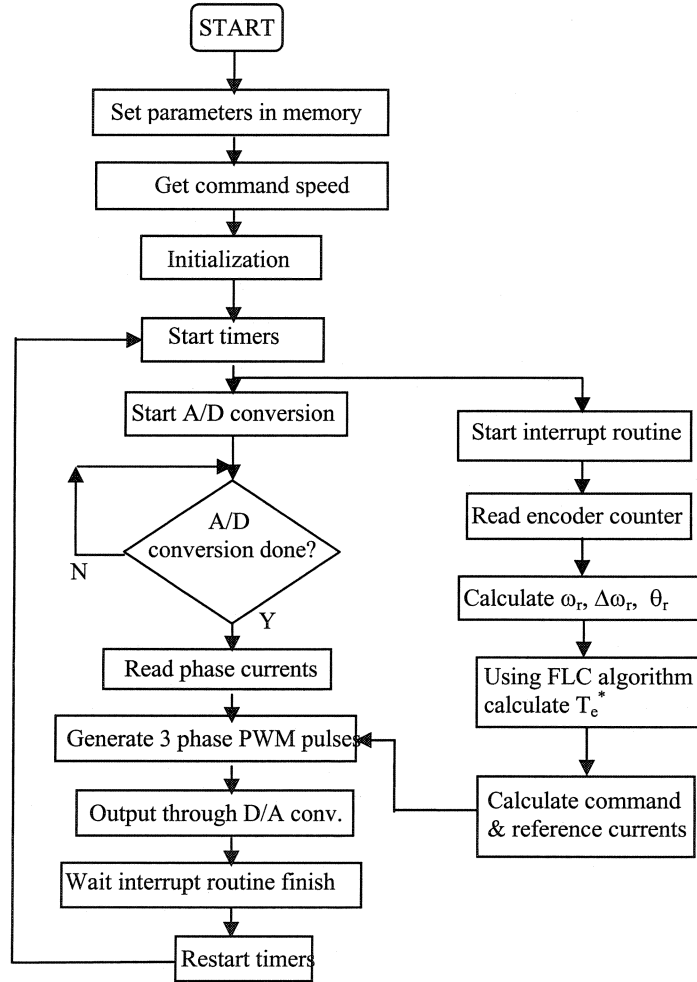 START
Set parameters in memory
Get command speed
Initialization
Start timers
Start A/D conversion
A/D
conversion done?
N
Y
Read phase currents
Generate 3 phase PWM pulses
Output through D/A conv.
Wait interrupt routine finish
Restart timers
Start interrupt routine
Read encoder counter
Calculate ωr, Δωr, θr
Using FLC algorithm
calculate Te*
Calculate command
& reference currents